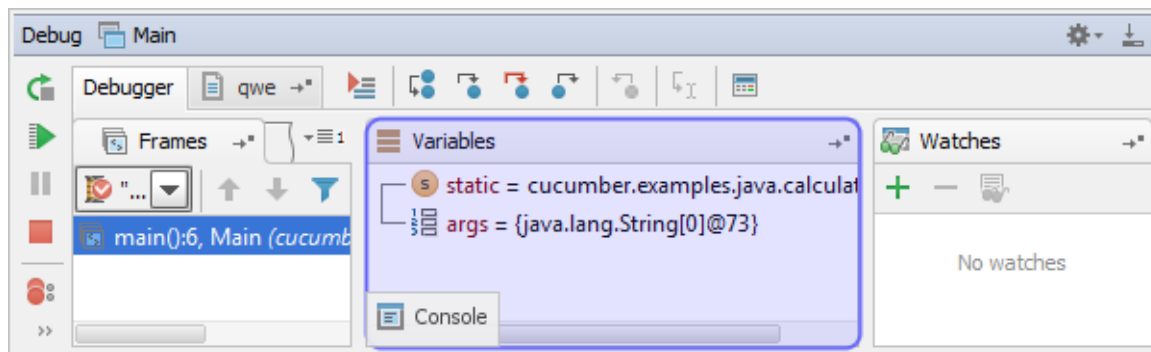 Debug Main
Debugger qwe
Frames 1
Variables
Watches
"...
s static = cucumber.examples.java.calculat
args = {java.lang.String[0]@73}
main():6, Main (cucumb
No watches
Console